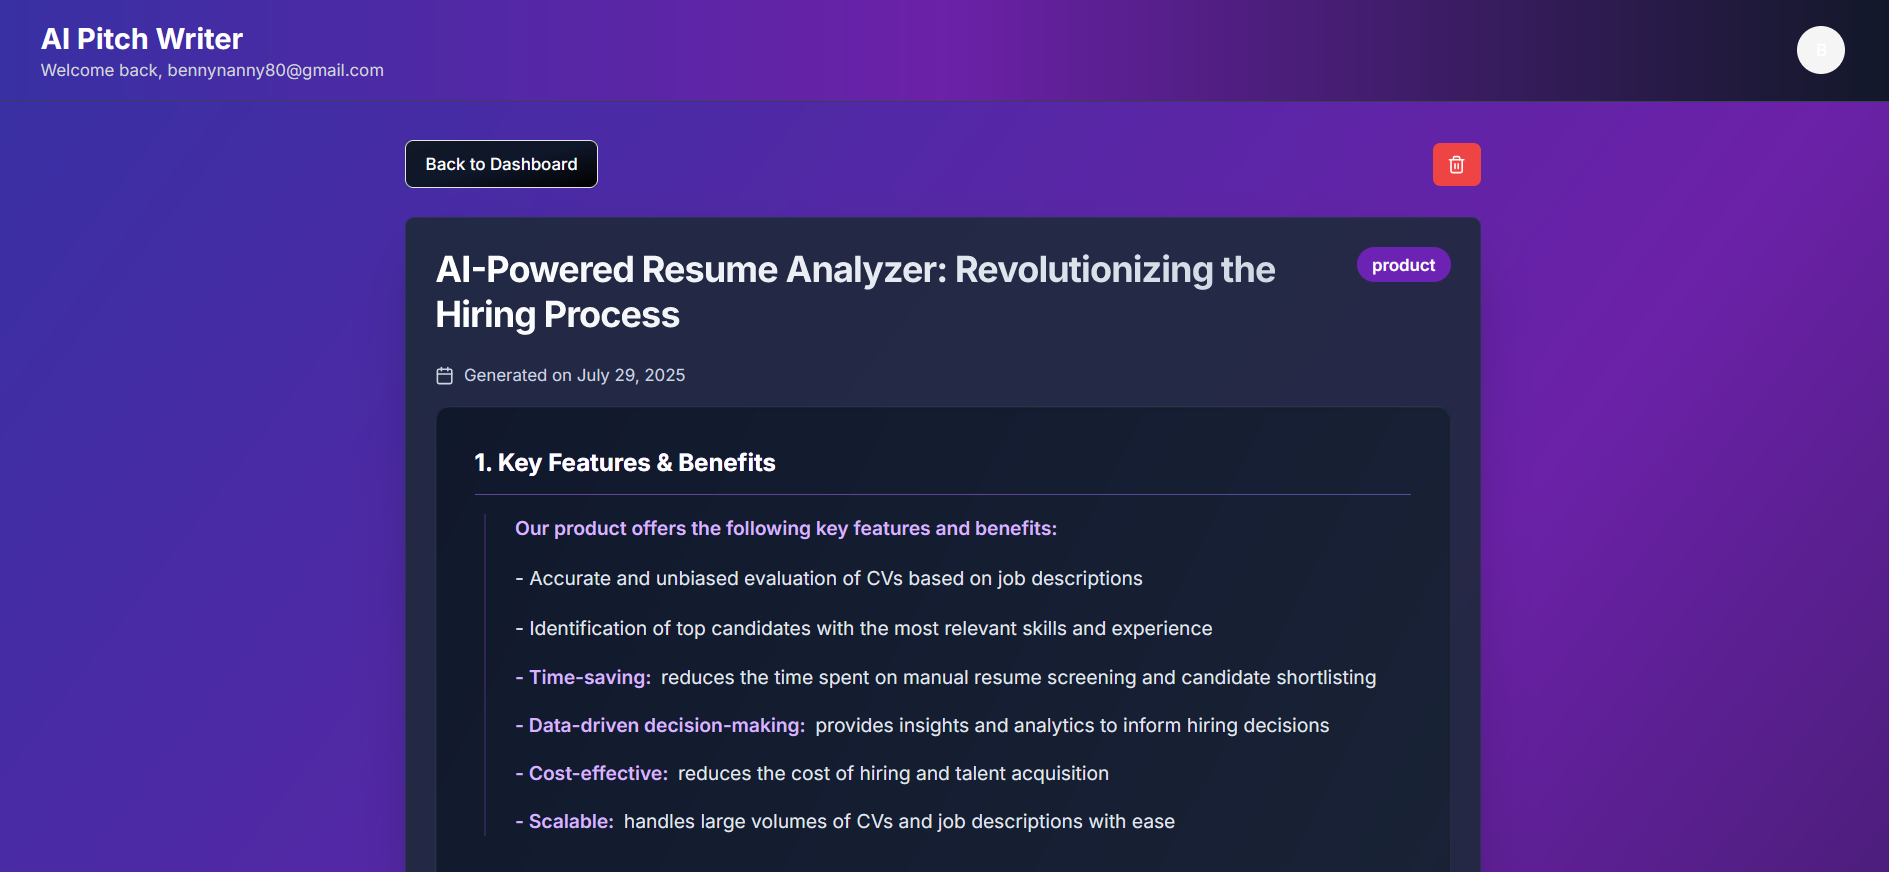 AI Pitch Writer
Welcome back, bennynanny80@gmail.com
B
Back to Dashboard
AI-Powered Resume Analyzer: Revolutionizing the
Hiring Process
product
Generated on July 29, 2025
1. Key Features & Benefits
Our product offers the following key features and benefits:
- Accurate and unbiased evaluation of CVs based on job descriptions
- Identification of top candidates with the most relevant skills and experience
- Time-saving: reduces the time spent on manual resume screening and candidate shortlisting
- Data-driven decision-making: provides insights and analytics to inform hiring decisions
- Cost-effective: reduces the cost of hiring and talent acquisition
- Scalable: handles large volumes of CVs and job descriptions with ease